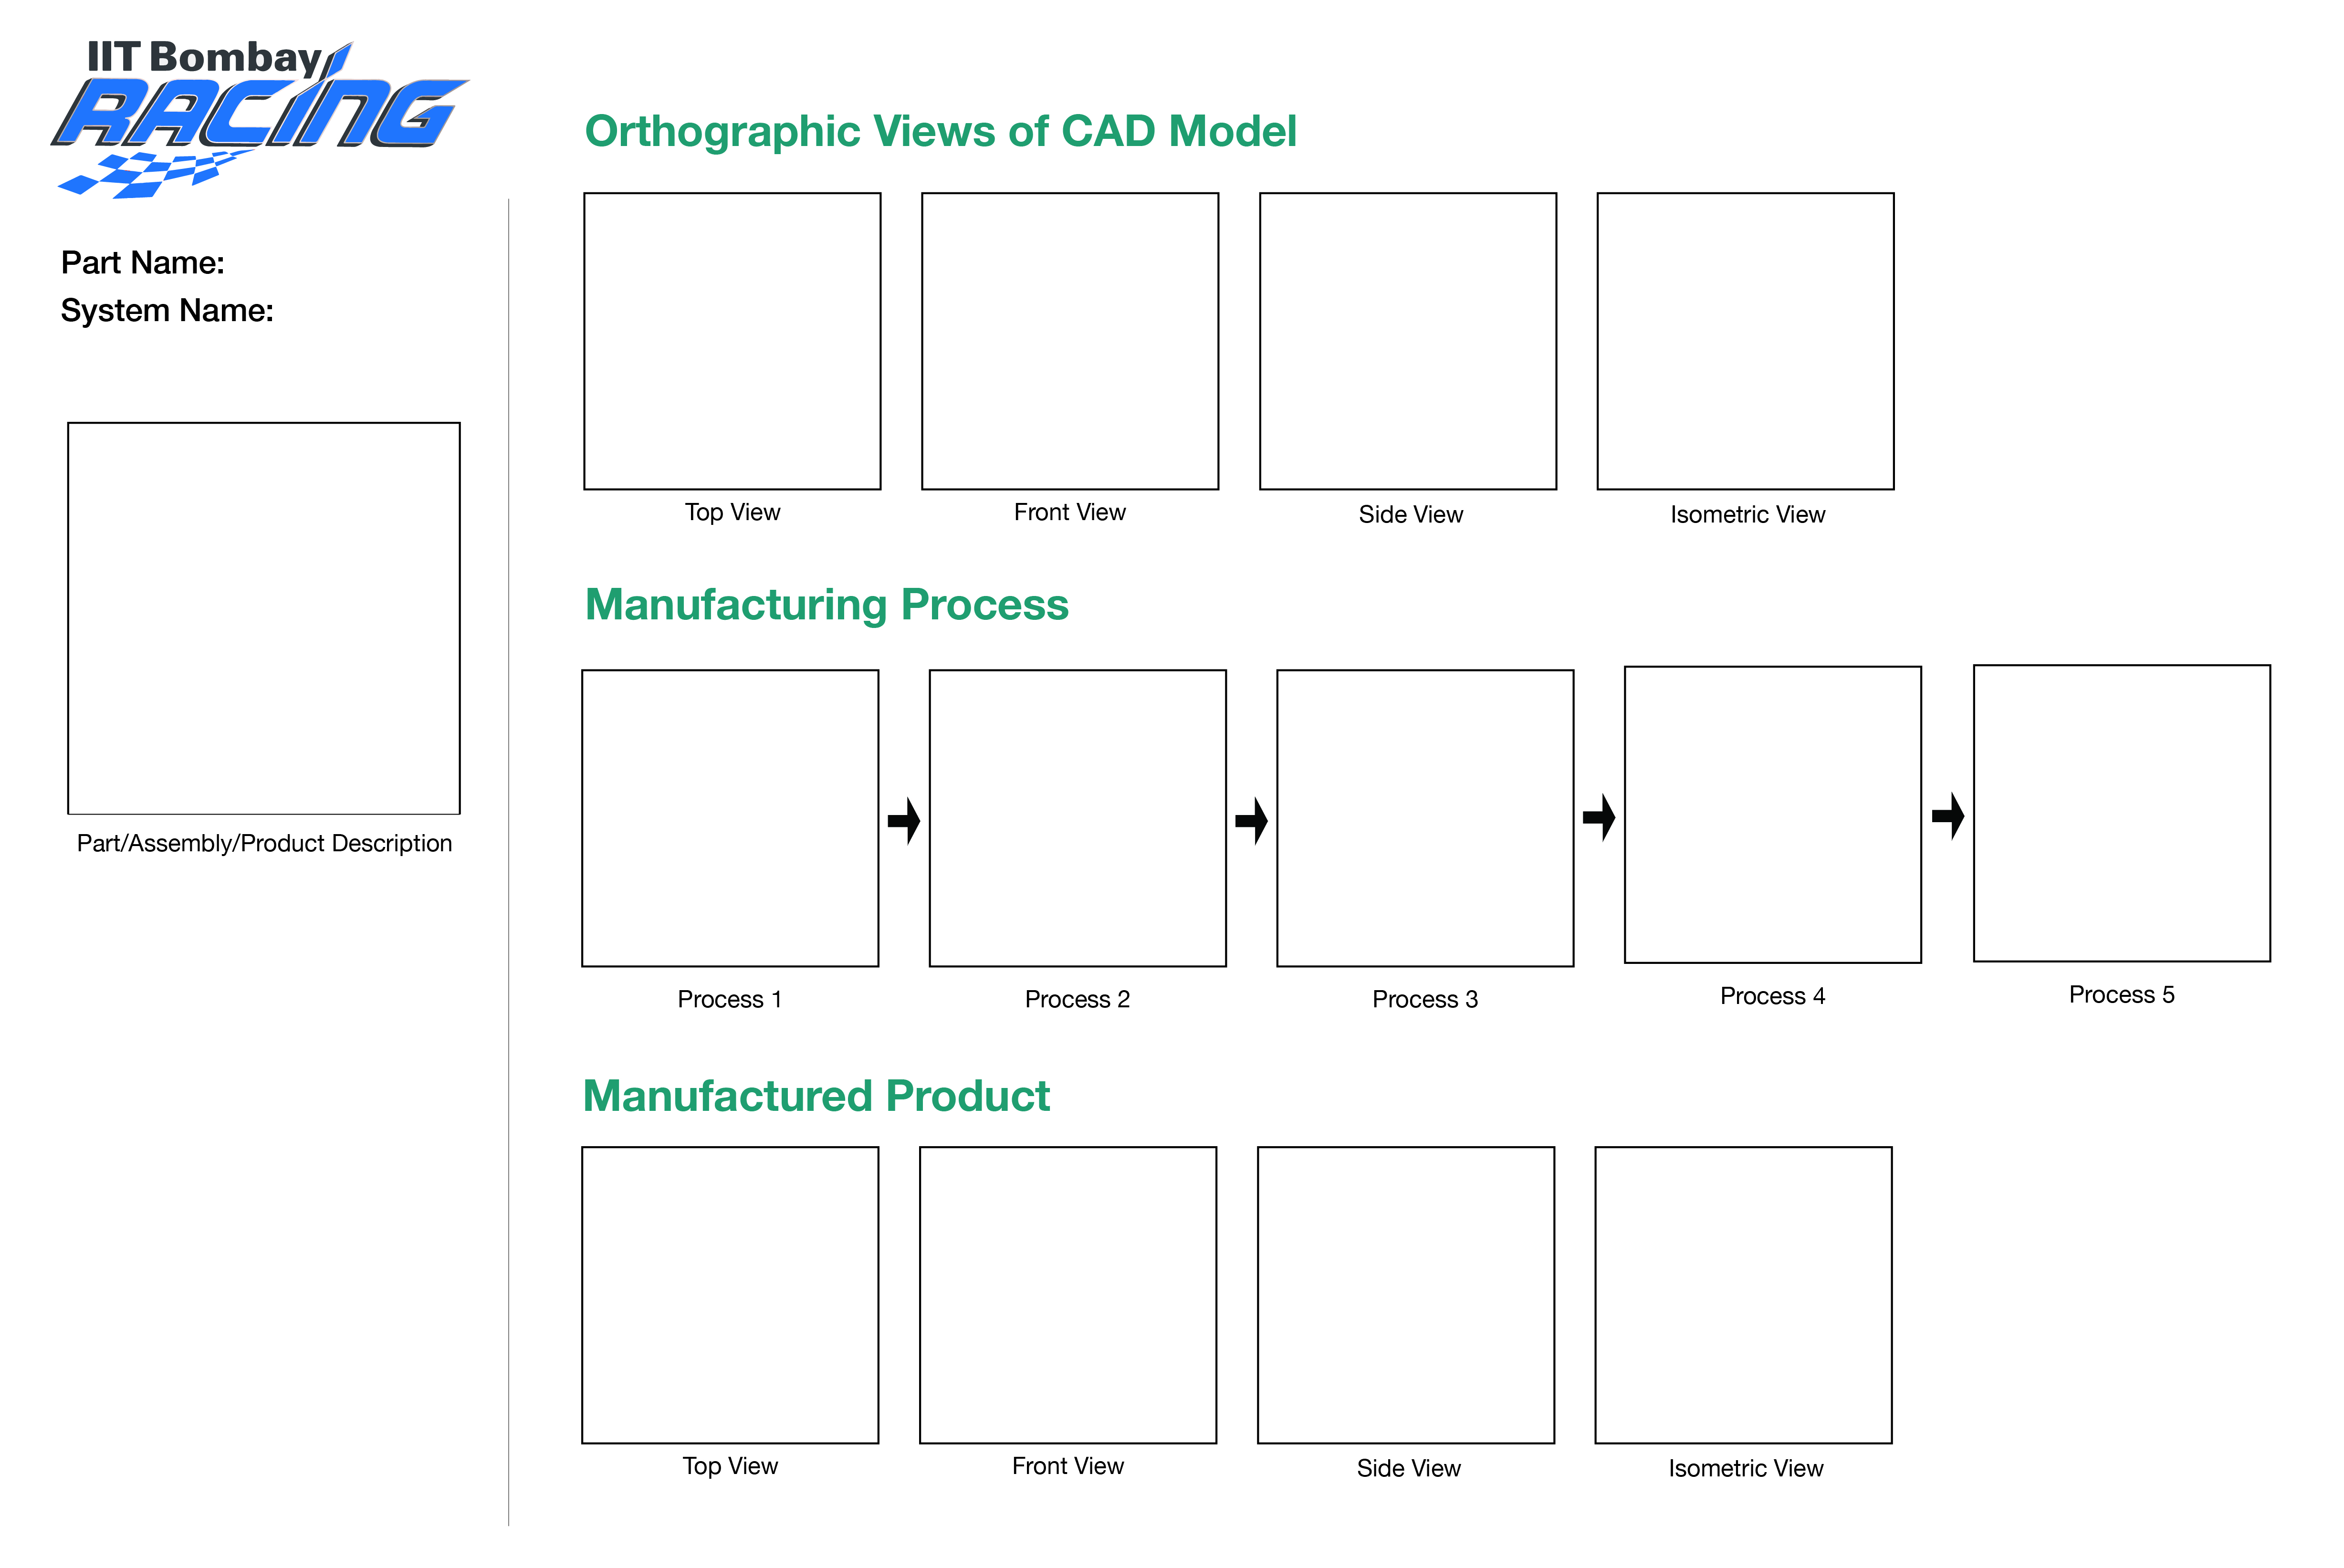 IIT Bombay
RACING
Part Name:
System Name:
Part/Assembly/Product Description
Orthographic Views of CAD Model
Top View
Front View
Side View
Isometric View
Manufacturing Process
Process 1
Process 2
Process 3
Process 4
Process 5
Manufactured Product
Top View
Front View
Side View
Isometric View